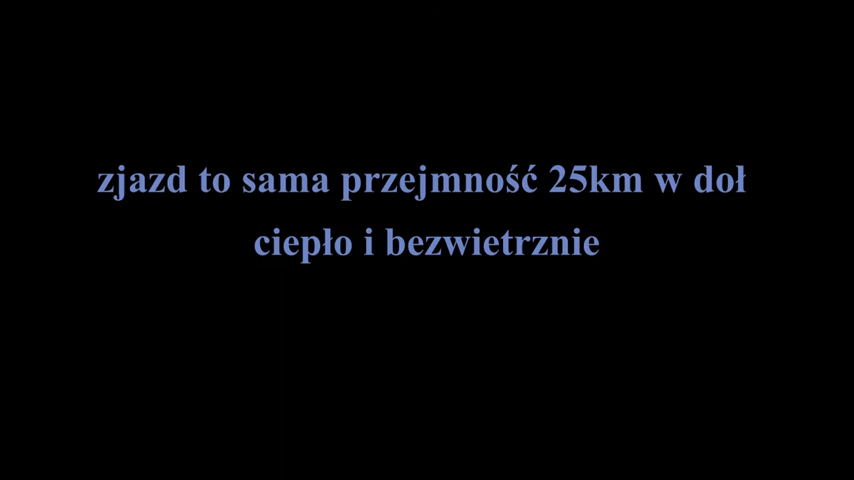 zjazd to sama przejmność 25km w doł
ciepło i bezwietrznie